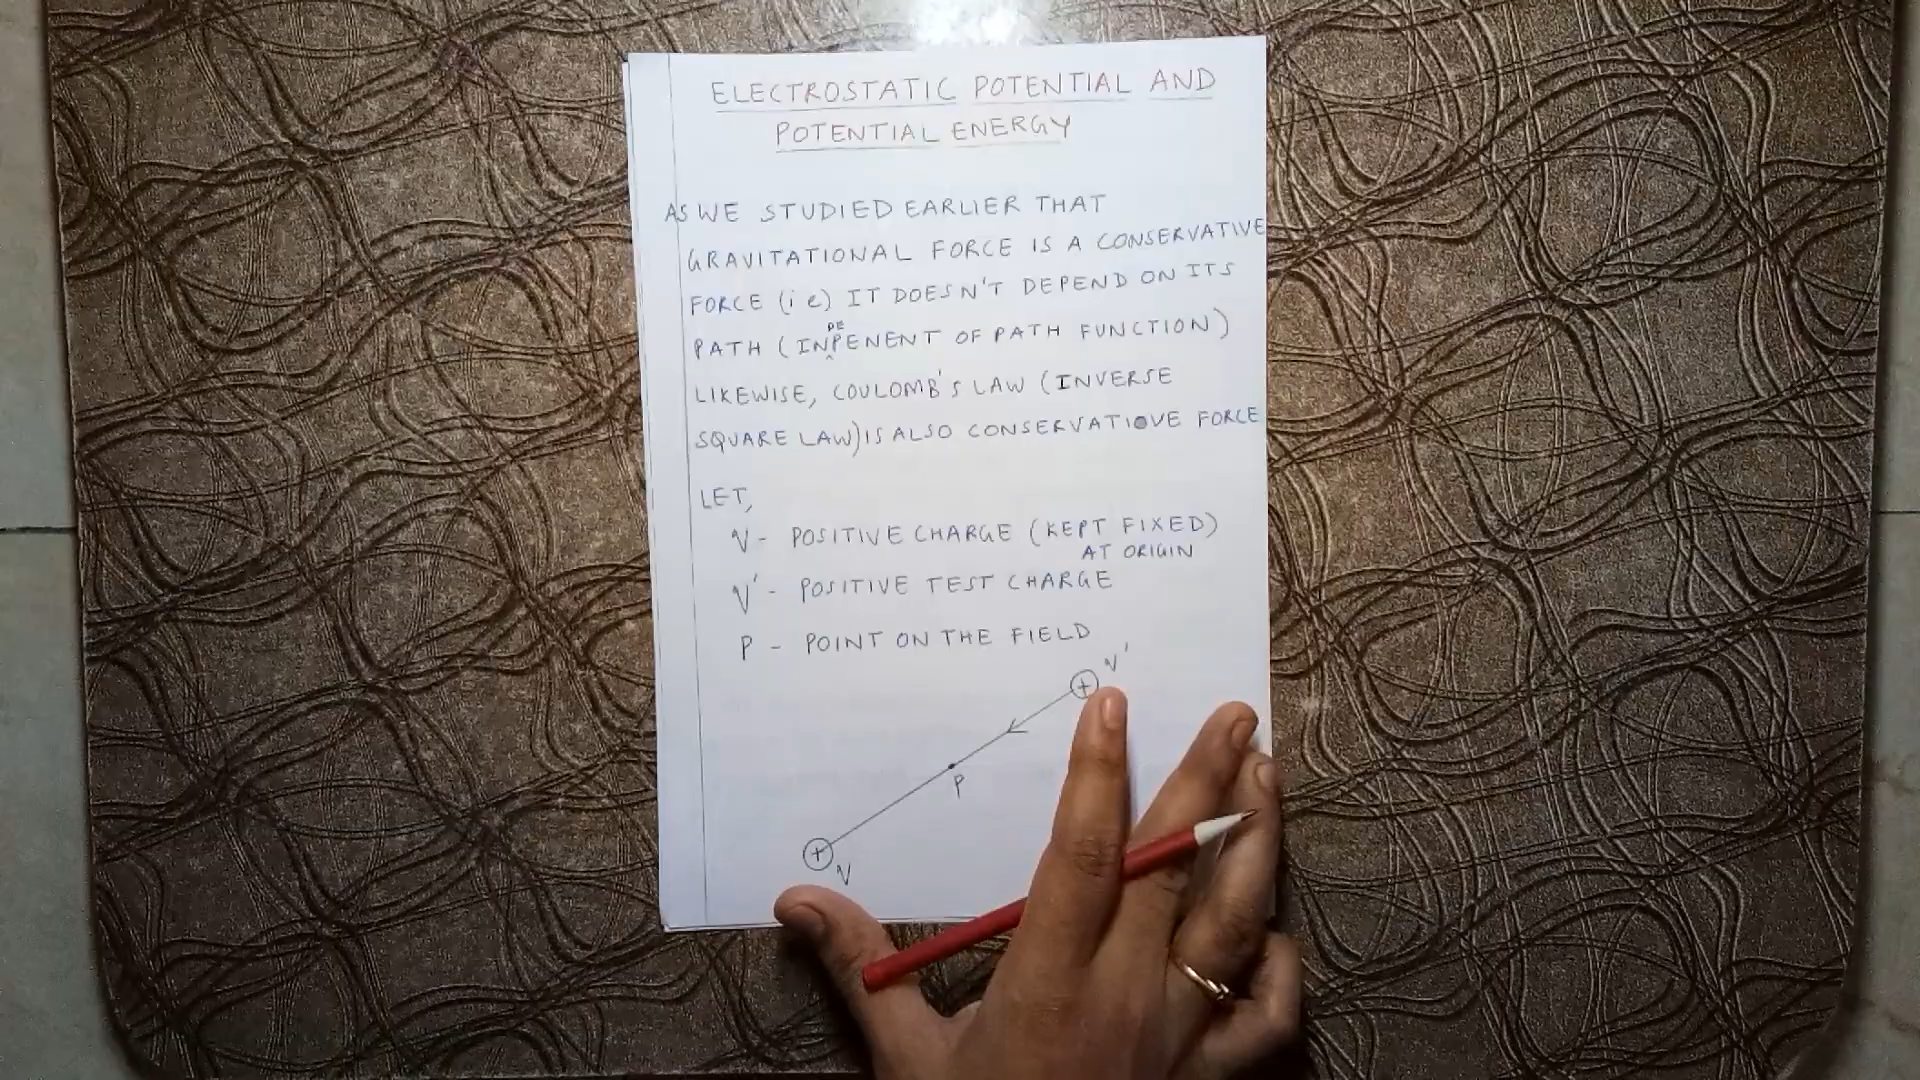 ELECTROSTATIC POTENTIAL AND
POTENTIAL ENERGY
AS WE STUDIED EARLIER THAT
GRAVITATIONAL FORCE IS A CONSERVATIVE
FORCE (i e) IT DOESN'T DEPEND ON ITS
PATH (INDEPENENT OF PATH FUNCTION)
LIKEWISE, COULOMB'S LAW (INVERSE
SQUARE LAW) IS ALSO CONSERVATIVE FORCE
LET,
q - POSITIVE CHARGE (KEPT FIXED)
AT ORIGIN
q' - POSITIVE TEST CHARGE
P - POINT ON THE FIELD
+ q'
P
+ q